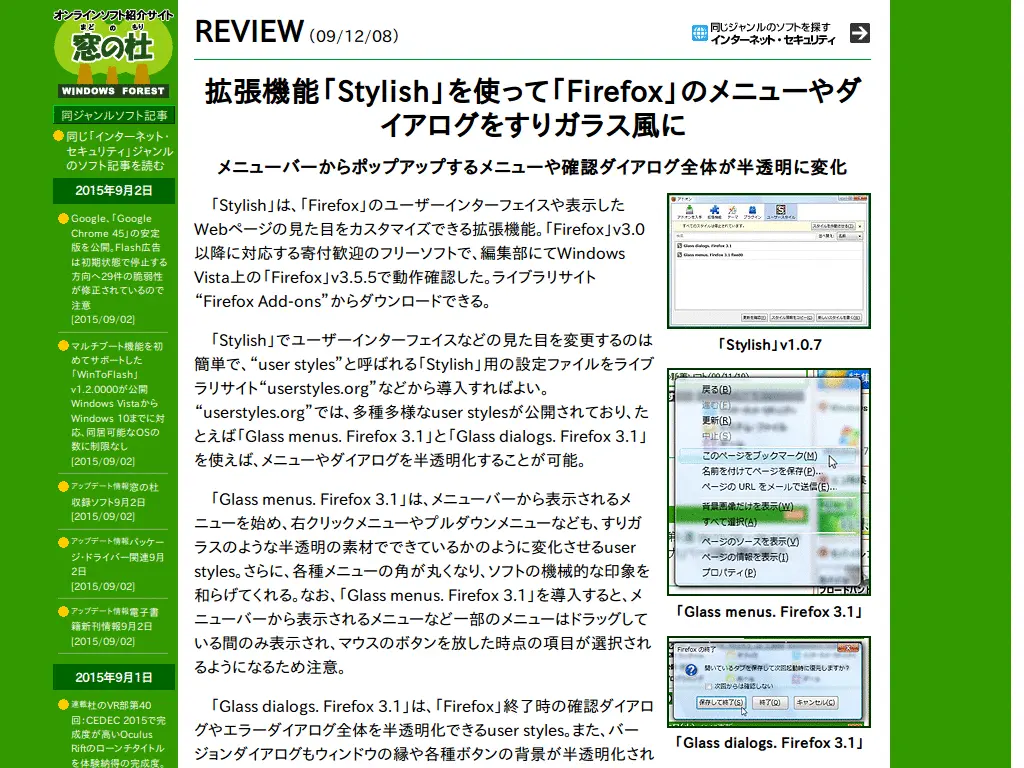 オンラインソフト紹介サイト
まど の もり
窓の杜
WINDOWS FOREST
同ジャンルソフト記事
同じ「インターネット・
セキュリティ」ジャンル
のソフト記事を読む
2015年9月2日
Google、「Google
Chrome 45」の安定
版を公開。Flash広告
は初期状態で停止する
方向へ29件の脆弱性
が修正されているので
注意
[2015/09/02]
マルチブート機能を初
めてサポートした
「WinToFlash」
v1.2.0000が公開
Windows Vistaから
Windows 10までに対
応、同居可能なOSの
数に制限なし
[2015/09/02]
アップデート情報窓の杜
収録ソフト9月2日
[2015/09/02]
アップデート情報パッケー
ジ・ドライバー関連9月
2日
[2015/09/02]
アップデート情報電子書
籍新刊情報9月2日
[2015/09/02]
2015年9月1日
連載杜のVR部第40
回：CEDEC 2015で完
成度が高いOculus
Riftのローンチタイトル
を体験納得の完成度。
REVIEW（09/12/08）
同じジャンルのソフトを探す
インターネット・セキュリティ
拡張機能「Stylish」を使って「Firefox」のメニューやダ
イアログをすりガラス風に
メニューバーからポップアップするメニューや確認ダイアログ全体が半透明に変化
「Stylish」は、「Firefox」のユーザーインターフェイスや表示した
Webページの見た目をカスタマイズできる拡張機能。「Firefox」v3.0
以降に対応する寄付歓迎のフリーソフトで、編集部にてWindows
Vista上の「Firefox」v3.5.5で動作確認した。ライブラリサイト
“Firefox Add-ons”からダウンロードできる。
「Stylish」でユーザーインターフェイスなどの見た目を変更するのは
簡単で、“user styles”と呼ばれる「Stylish」用の設定ファイルをライブ
ラリサイト“userstyles.org”などから導入すればよい。
“userstyles.org”では、多種多様なuser stylesが公開されており、た
とえば「Glass menus. Firefox 3.1」と「Glass dialogs. Firefox 3.1」
を使えば、メニューやダイアログを半透明化することが可能。
「Glass menus. Firefox 3.1」は、メニューバーから表示されるメ
ニューを始め、右クリックメニューやプルダウンメニューなども、すりガ
ラスのような半透明の素材でできているかのように変化させるuser
styles。さらに、各種メニューの角が丸くなり、ソフトの機械的な印象を
和らげてくれる。なお、「Glass menus. Firefox 3.1」を導入すると、メ
ニューバーから表示されるメニューなど一部のメニューはドラッグして
いる間のみ表示され、マウスのボタンを放した時点の項目が選択され
るようになるため注意。
「Glass dialogs. Firefox 3.1」は、「Firefox」終了時の確認ダイアロ
グやエラーダイアログ全体を半透明化できるuser styles。また、バー
ジョンダイアログもウィンドウの縁や各種ボタンの背景が半透明化され
アドオン
アドオンを入手 拡張機能 テーマ プラグイン ユーザースタイル
Glass dialogs. Firefox 3.1
Glass menus. Firefox 3.1
「Stylish」v1.0.7
戻る(B)
進む(F)
更新(R)
中止(S)
このページをブックマーク(M)
名前を付けてページを保存(P)...
ページの URL をメールで送信(E)...
背景画像だけを表示(W)
すべて選択(A)
ページのソースを表示(V)
ページの情報を表示(I)
プロパティ(P)
「Glass menus. Firefox 3.1」
Firefox の終了
開いているタブを保存して次回起動時に復元しますか?
次回からは確認しない
保存して終了(S) 終了(Q) キャンセル(C)
「Glass dialogs. Firefox 3.1」